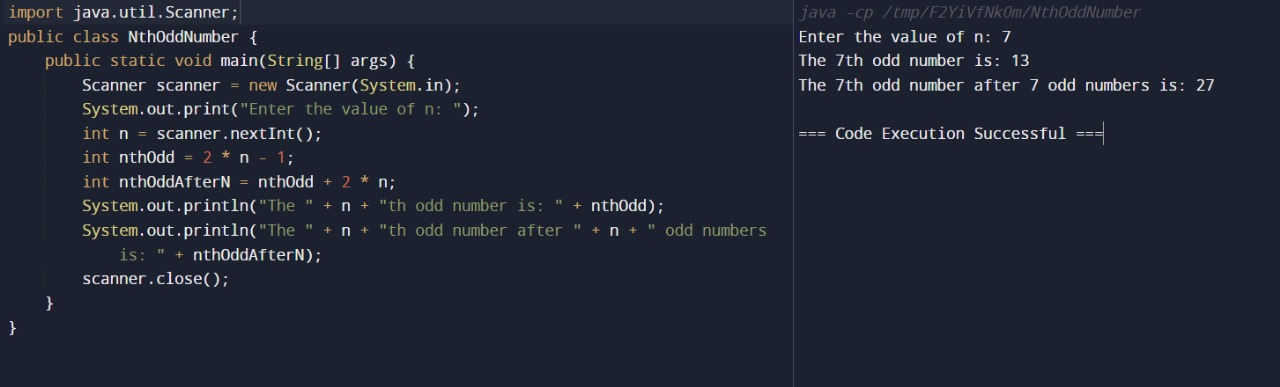 import java.util.Scanner;
public class NthOddNumber {
    public static void main(String[] args) {
        Scanner scanner = new Scanner(System.in);
        System.out.print("Enter the value of n: ");
        int n = scanner.nextInt();
        int nthOdd = 2 * n - 1;
        int nthOddAfterN = nthOdd + 2 * n;
        System.out.println("The " + n + "th odd number is: " + nthOdd);
        System.out.println("The " + n + "th odd number after " + n + " odd numbers
            is: " + nthOddAfterN);
        scanner.close();
    }
}
java -cp /tmp/F2YiVfNkOm/NthOddNumber
Enter the value of n: 7
The 7th odd number is: 13
The 7th odd number after 7 odd numbers is: 27
=== Code Execution Successful ===